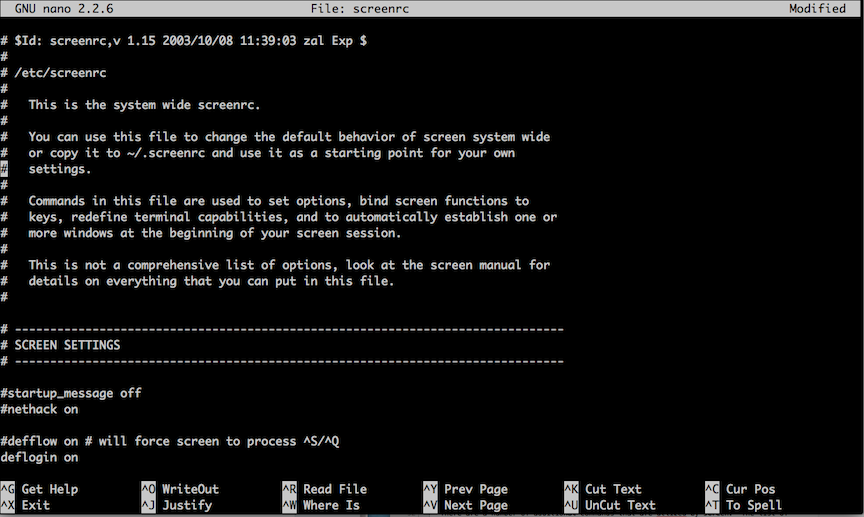 GNU nano 2.2.6 File: screenrc Modified
# $Id: screenrc,v 1.15 2003/10/08 11:39:03 zal Exp $
#
# /etc/screenrc
#
#   This is the system wide screenrc.
#
#   You can use this file to change the default behavior of screen system wide
#   or copy it to ~/.screenrc and use it as a starting point for your own
#   settings.
#
#   Commands in this file are used to set options, bind screen functions to
#   keys, redefine terminal capabilities, and to automatically establish one or
#   more windows at the beginning of your screen session.
#
#   This is not a comprehensive list of options, look at the screen manual for
#   details on everything that you can put in this file.
#
# ------------------------------------------------------------------------------
# SCREEN SETTINGS
# ------------------------------------------------------------------------------
#startup_message off
#nethack on
#defflow on # will force screen to process ^S/^Q
deflogin on
^G Get Help ^O WriteOut ^R Read File ^Y Prev Page ^K Cut Text ^C Cur Pos
^X Exit ^J Justify ^W Where Is ^V Next Page ^U UnCut Text ^T To Spell